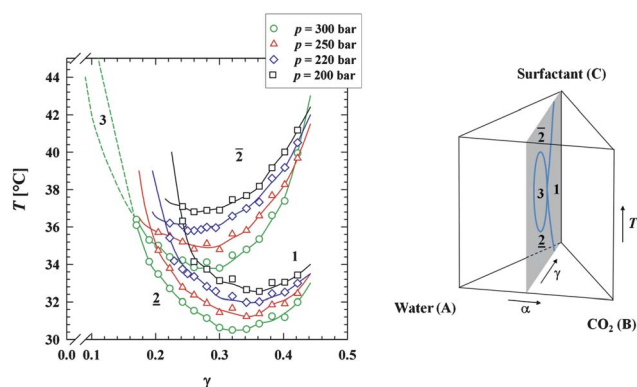 p = 300 bar
p = 250 bar
p = 220 bar
p = 200 bar
44
42
40
38
36
34
32
30
T [°C]
3
2̅
1
2̲
0.0 0.1 0.2 0.3 0.4 0.5
γ
Surfactant (C)
2̅
3 1
2̲
γ
T
Water (A)
α
CO₂ (B)